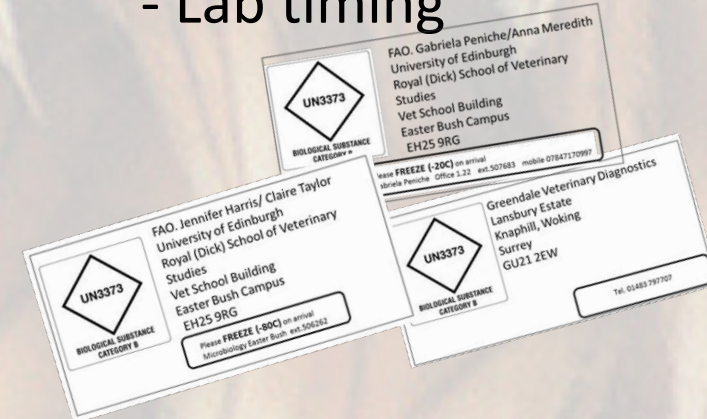 - Lab timing
UN3373
BIOLOGICAL SUBSTANCE
CATEGORY
FAO. Gabriela Peniche/Anna Meredith
University of Edinburgh
Royal (Dick) School of Veterinary
Studies
Vet School Building
Easter Bush Campus
EH25 9RG
ease FREEZE (-20C) on arrival
abriela Peniche Office 1.22 ext.507683 mobile 07847170997
UN3373
BIOLOGICAL SUBSTANCE
CATEGORY B
FAO. Jennifer Harris/ Claire Taylor
University of Edinburgh
Royal (Dick) School of Veterinary
Studies
Vet School Building
Easter Bush Campus
EH25 9RG
Please FREEZE (-80C) on arrival
Microbiology Easter Bush ext.506262
UN3373
BIOLOGICAL SUBSTANCE
CATEGORY B
Greendale Veterinary Diagnostics
Lansbury Estate
Knaphill, Woking
Surrey
GU21 2EW
Tel. 01483 797707